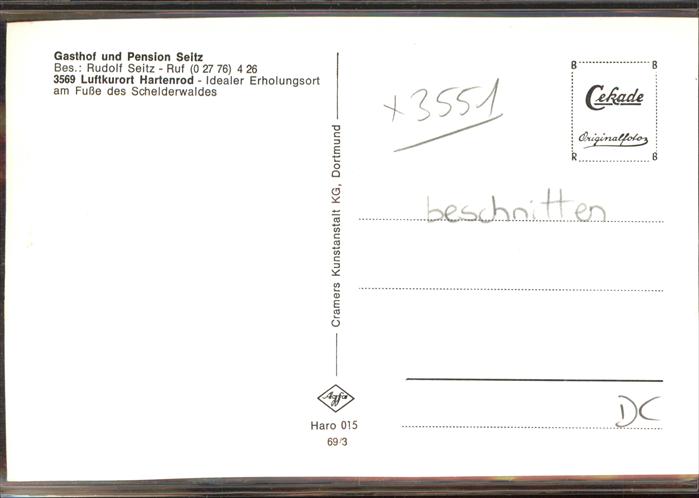 Gasthof und Pension Seitz
Bes.: Rudolf Seitz - Ruf (0 27 76) 4 26
3569 Luftkurort Hartenrod - Idealer Erholungsort
am Fuße des Schelderwaldes
Cramers Kunstanstalt KG, Dortmund
Agfa
Haro 015
69/3
x3551
B B
Cekade
Originalfoto
R B
beschnitten
DC